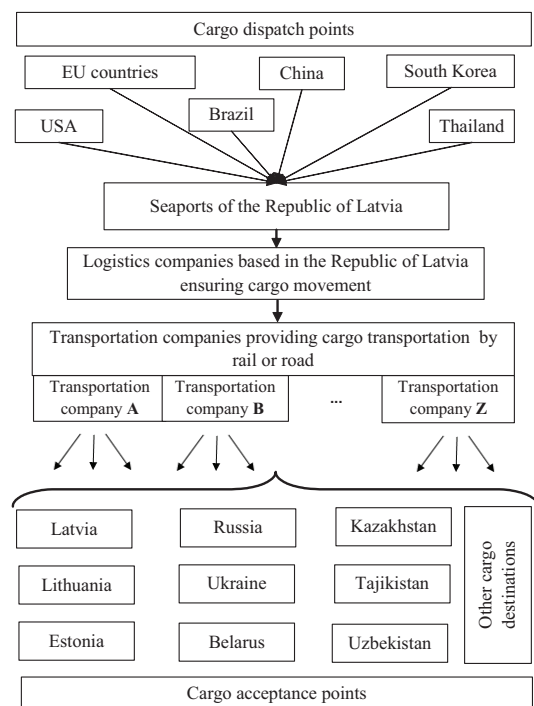 Cargo dispatch points
EU countries
China
South Korea
USA
Brazil
Thailand
Seaports of the Republic of Latvia
Logistics companies based in the Republic of Latvia
ensuring cargo movement
Transportation companies providing cargo transportation by
rail or road
Transportation
company A
Transportation
company B
...
Transportation
company Z
Latvia
Russia
Kazakhstan
Lithuania
Ukraine
Tajikistan
Estonia
Belarus
Uzbekistan
Other cargo
destinations
Cargo acceptance points